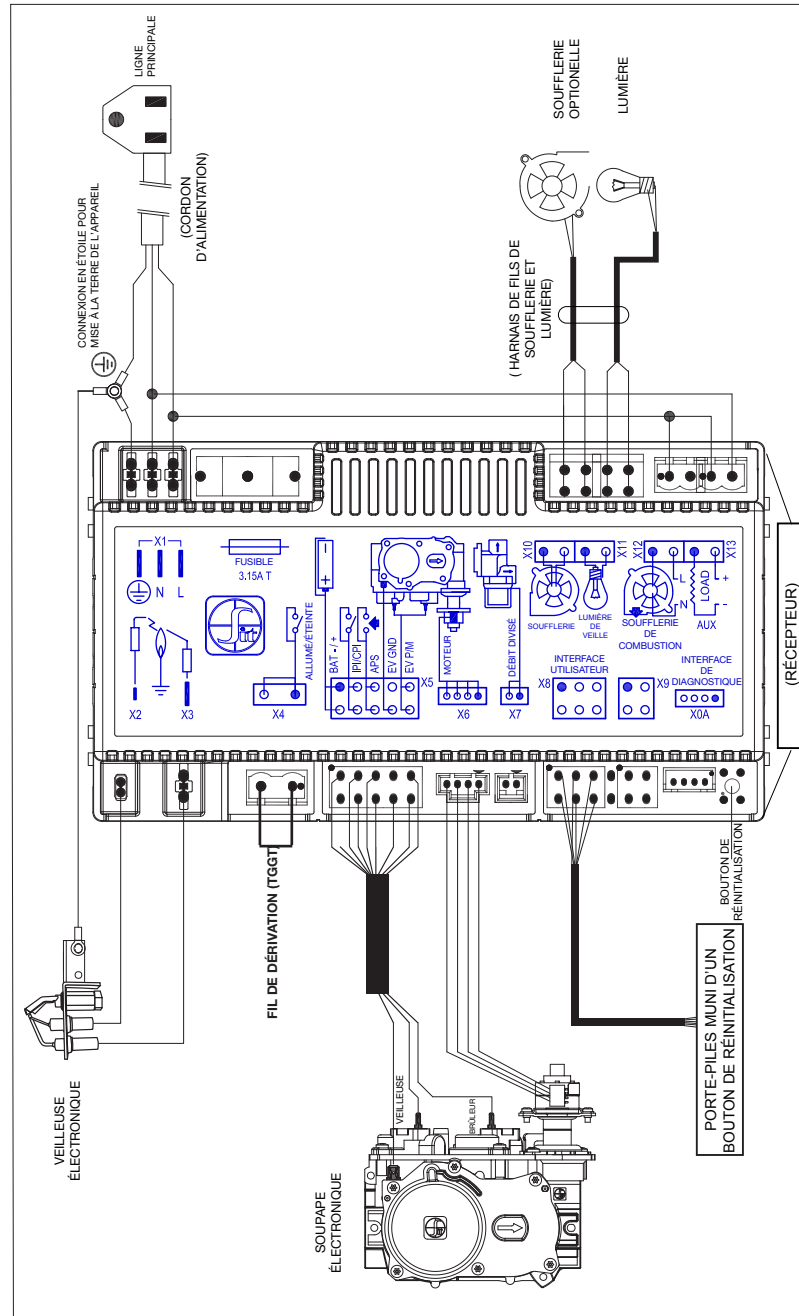 LIGNE
PRINCIPALE
(CORDON
D'ALIMENTATION)
CONNEXION EN ÉTOILE POUR
MISE À LA TERRE DE L'APPAREIL
SOUFFLERIE
OPTIONELLE
LUMIÈRE
( HARNAIS DE FILS DE
SOUFFLERIE ET
LUMIÈRE)
X1
N
L
FUSIBLE
3.15A T
X2
X3
Sit
ALLUMÉ/ÉTEINTE
X4
BAT - / +
IPI/CPI
APS
EV GND
EV P/M
X5
MOTEUR
X6
DÉBIT DIVISÉ
X7
X10
SOUFFLERIE
X11
LUMIÈRE
DE
VEILLE
X12
L
N
SOUFFLERIE
DE
COMBUSTION
X13
LOAD
+
-
AUX
INTERFACE
UTILISATEUR
X8
X9
INTERFACE
DE
DIAGNOSTIQUE
X0A
(RÉCEPTEUR)
VEILLEUSE
ÉLECTRONIQUE
FIL DE DÉRIVATION (TGGT)
VEILLEUSE
BRÛLEUR
SOUPAPE
ÉLECTRONIQUE
BOUTON DE
RÉINITIALISATION
PORTE-PILES MUNI D'UN
BOUTON DE RÉINITIALISATION